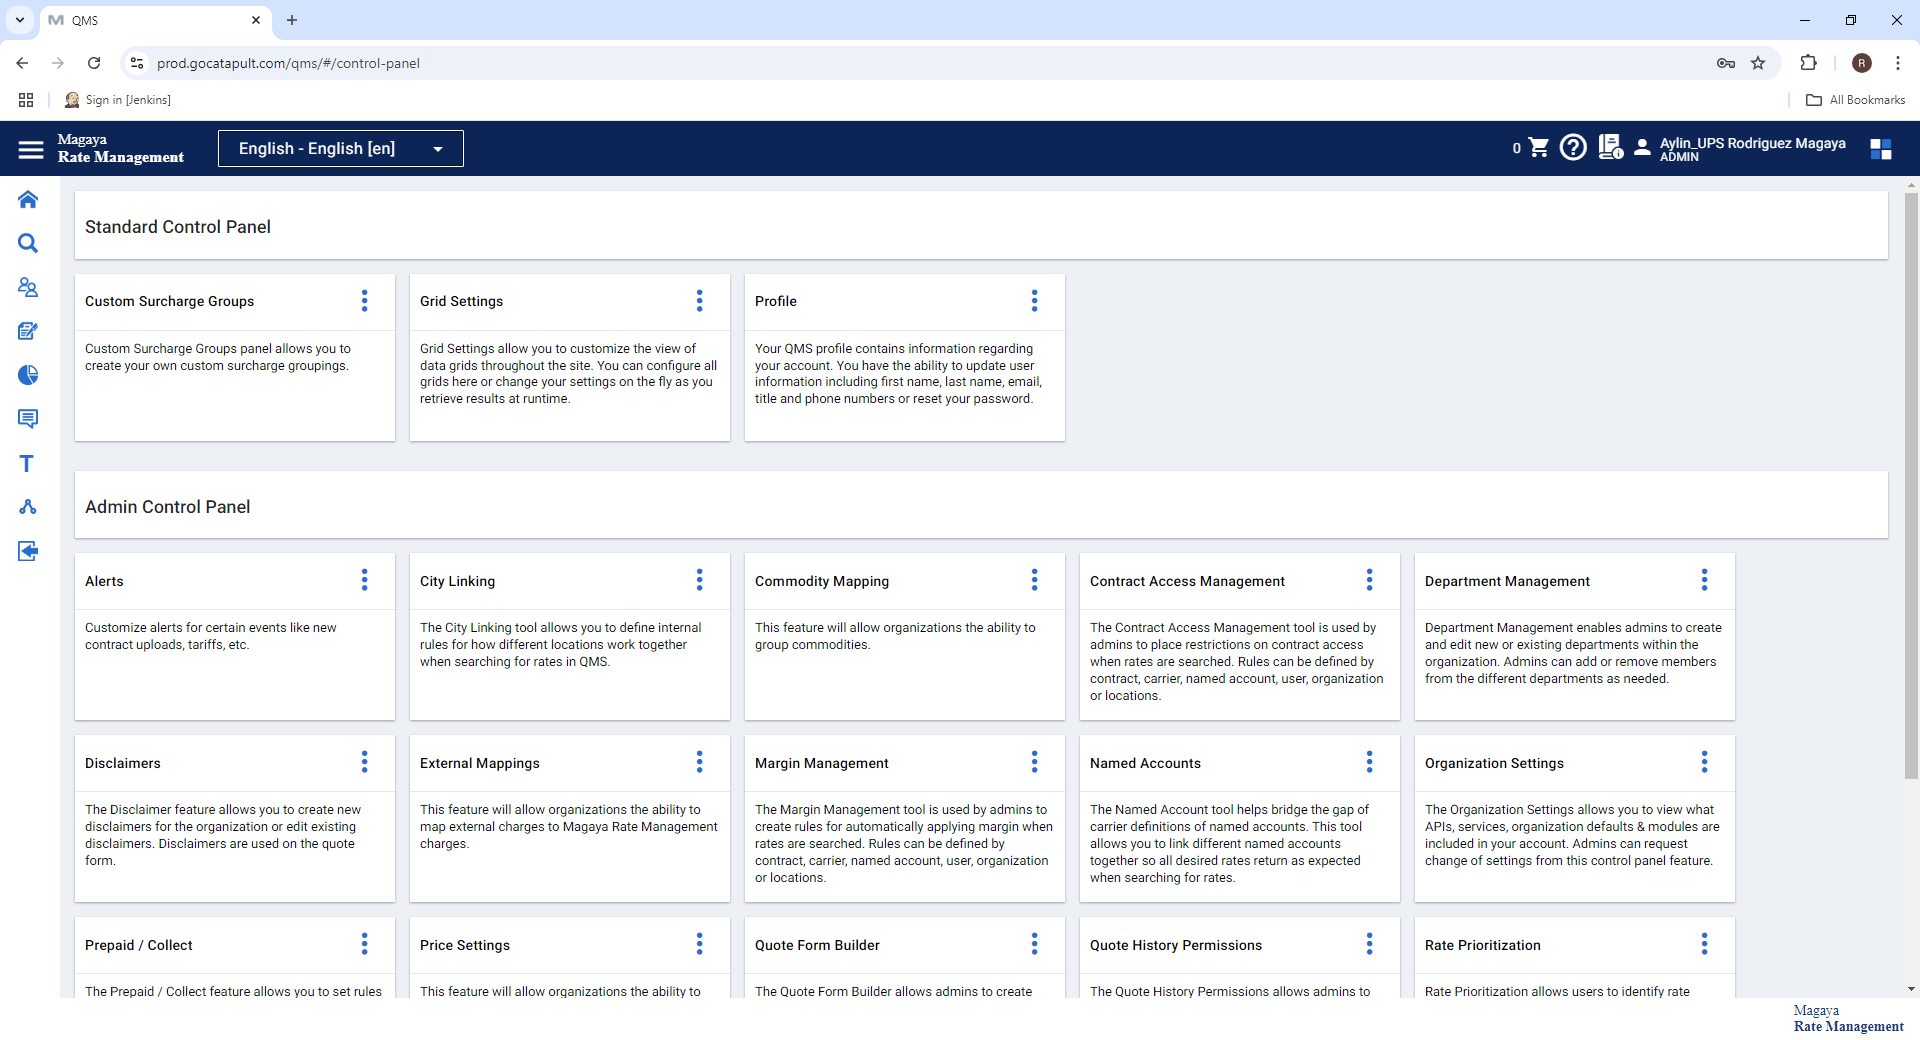 QMS
prod.gocatapult.com/qms/#/control-panel
R
Sign in [Jenkins]
All Bookmarks
Magaya
Rate Management
English - English [en]
0
Aylin_UPS Rodriguez Magaya
ADMIN
Standard Control Panel
Custom Surcharge Groups
Custom Surcharge Groups panel allows you to
create your own custom surcharge groupings.
Grid Settings
Grid Settings allow you to customize the view of
data grids throughout the site. You can configure all
grids here or change your settings on the fly as you
retrieve results at runtime.
Profile
Your QMS profile contains information regarding
your account. You have the ability to update user
information including first name, last name, email,
title and phone numbers or reset your password.
Admin Control Panel
Alerts
Customize alerts for certain events like new
contract uploads, tariffs, etc.
City Linking
The City Linking tool allows you to define internal
rules for how different locations work together
when searching for rates in QMS.
Commodity Mapping
This feature will allow organizations the ability to
group commodities.
Contract Access Management
The Contract Access Management tool is used by
admins to place restrictions on contract access
when rates are searched. Rules can be defined by
contract, carrier, named account, user, organization
or locations.
Department Management
Department Management enables admins to create
and edit new or existing departments within the
organization. Admins can add or remove members
from the different departments as needed.
Disclaimers
The Disclaimer feature allows you to create new
disclaimers for the organization or edit existing
disclaimers. Disclaimers are used on the quote
form.
External Mappings
This feature will allow organizations the ability to
map external charges to Magaya Rate Management
charges.
Margin Management
The Margin Management tool is used by admins to
create rules for automatically applying margin when
rates are searched. Rules can be defined by
contract, carrier, named account, user, organization
or locations.
Named Accounts
The Named Account tool helps bridge the gap of
carrier definitions of named accounts. This tool
allows you to link different named accounts
together so all desired rates return as expected
when searching for rates.
Organization Settings
The Organization Settings allows you to view what
APIs, services, organization defaults & modules are
included in your account. Admins can request
change of settings from this control panel feature.
Prepaid / Collect
The Prepaid / Collect feature allows you to set rules
Price Settings
This feature will allow organizations the ability to
Quote Form Builder
The Quote Form Builder allows admins to create
Quote History Permissions
The Quote History Permissions allows admins to
Rate Prioritization
Rate Prioritization allows users to identify rate
Magaya
Rate Management